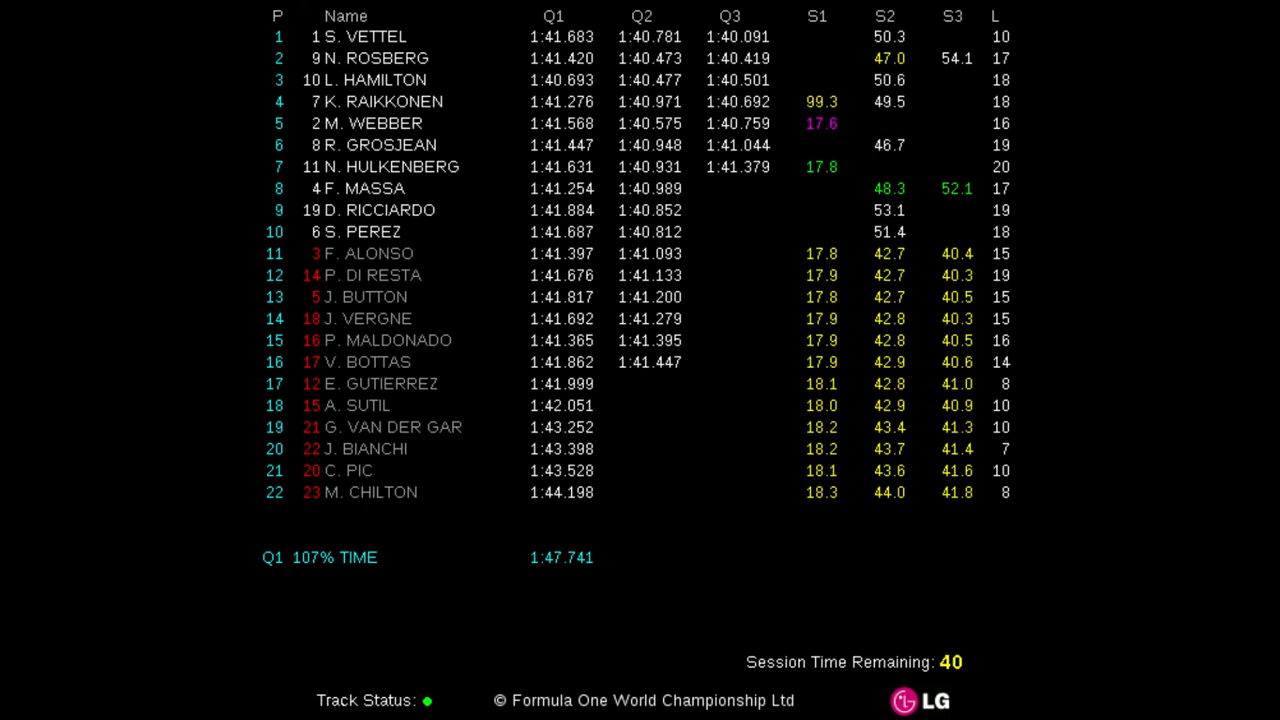 P Name Q1 Q2 Q3 S1 S2 S3 L
1 1 S. VETTEL 1:41.683 1:40.781 1:40.091 50.3 10
2 9 N. ROSBERG 1:41.420 1:40.473 1:40.419 47.0 54.1 17
3 10 L. HAMILTON 1:40.693 1:40.477 1:40.501 50.6 18
4 7 K. RAIKKONEN 1:41.276 1:40.971 1:40.692 99.3 49.5 18
5 2 M. WEBBER 1:41.568 1:40.575 1:40.759 17.6 16
6 8 R. GROSJEAN 1:41.447 1:40.948 1:41.044 46.7 19
7 11 N. HULKENBERG 1:41.631 1:40.931 1:41.379 17.8 20
8 4 F. MASSA 1:41.254 1:40.989 48.3 52.1 17
9 19 D. RICCIARDO 1:41.884 1:40.852 53.1 19
10 6 S. PEREZ 1:41.687 1:40.812 51.4 18
11 3 F. ALONSO 1:41.397 1:41.093 17.8 42.7 40.4 15
12 14 P. DI RESTA 1:41.676 1:41.133 17.9 42.7 40.3 19
13 5 J. BUTTON 1:41.817 1:41.200 17.8 42.7 40.5 15
14 18 J. VERGNE 1:41.692 1:41.279 17.9 42.8 40.3 15
15 16 P. MALDONADO 1:41.365 1:41.395 17.9 42.8 40.5 16
16 17 V. BOTTAS 1:41.862 1:41.447 17.9 42.9 40.6 14
17 12 E. GUTIERREZ 1:41.999 18.1 42.8 41.0 8
18 15 A. SUTIL 1:42.051 18.0 42.9 40.9 10
19 21 G. VAN DER GAR 1:43.252 18.2 43.4 41.3 10
20 22 J. BIANCHI 1:43.398 18.2 43.7 41.4 7
21 20 C. PIC 1:43.528 18.1 43.6 41.6 10
22 23 M. CHILTON 1:44.198 18.3 44.0 41.8 8
Q1 107% TIME 1:47.741
Session Time Remaining: 40
Track Status: © Formula One World Championship Ltd LG